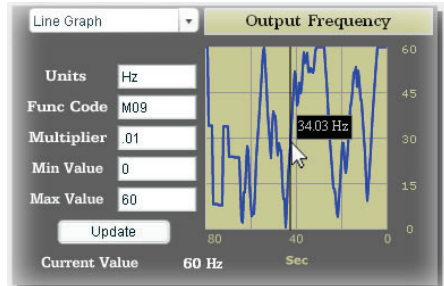 Line Graph
Output Frequency
Units Hz
Func Code M09
Multiplier .01
Min Value 0
Max Value 60
Update
Current Value 60 Hz
60
45
30
15
0
34.03 Hz
80 40 0
Sec